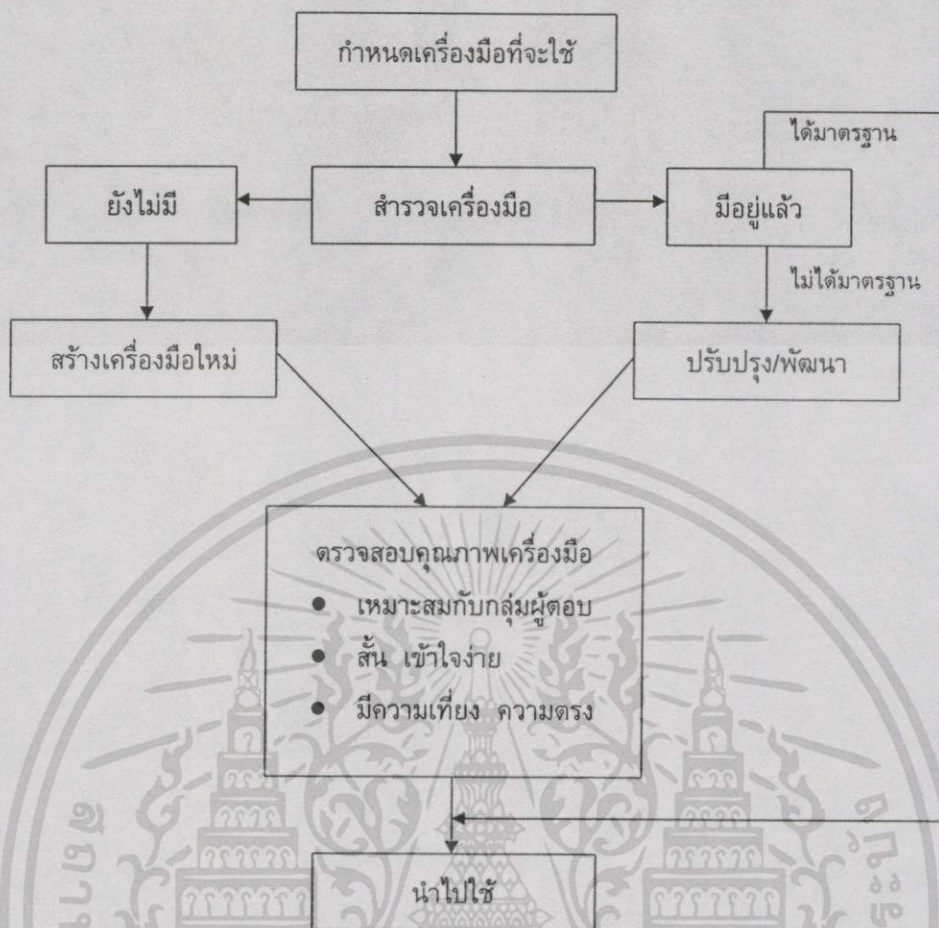 กำหนดเครื่องมือที่จะใช้
ได้มาตรฐาน
ยังไม่มี
สำรวจเครื่องมือ
มีอยู่แล้ว
ไม่ได้มาตรฐาน
สร้างเครื่องมือใหม่
ปรับปรุง/พัฒนา
ตรวจสอบคุณภาพเครื่องมือ
● เหมาะสมกับกลุ่มผู้ตอบ
● สั้น เข้าใจง่าย
● มีความเที่ยง ความตรง
นำไปใช้